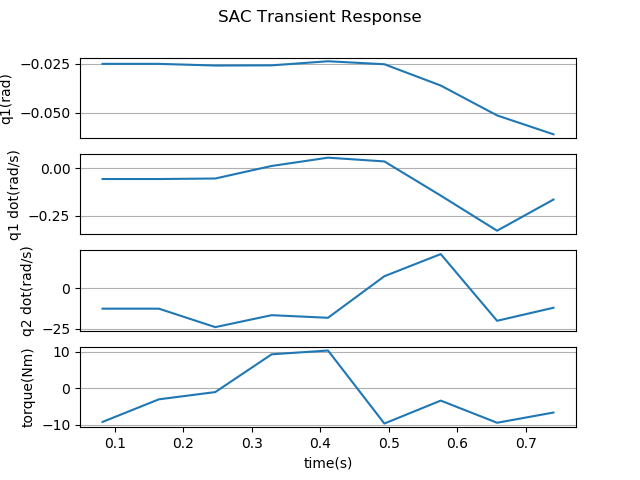 SAC Transient Response
q1(rad)
−0.025
−0.050
q1 dot(rad/s)
0.00
−0.25
q2 dot(rad/s)
0
−25
torque(Nm)
10
0
−10
0.1 0.2 0.3 0.4 0.5 0.6 0.7
time(s)